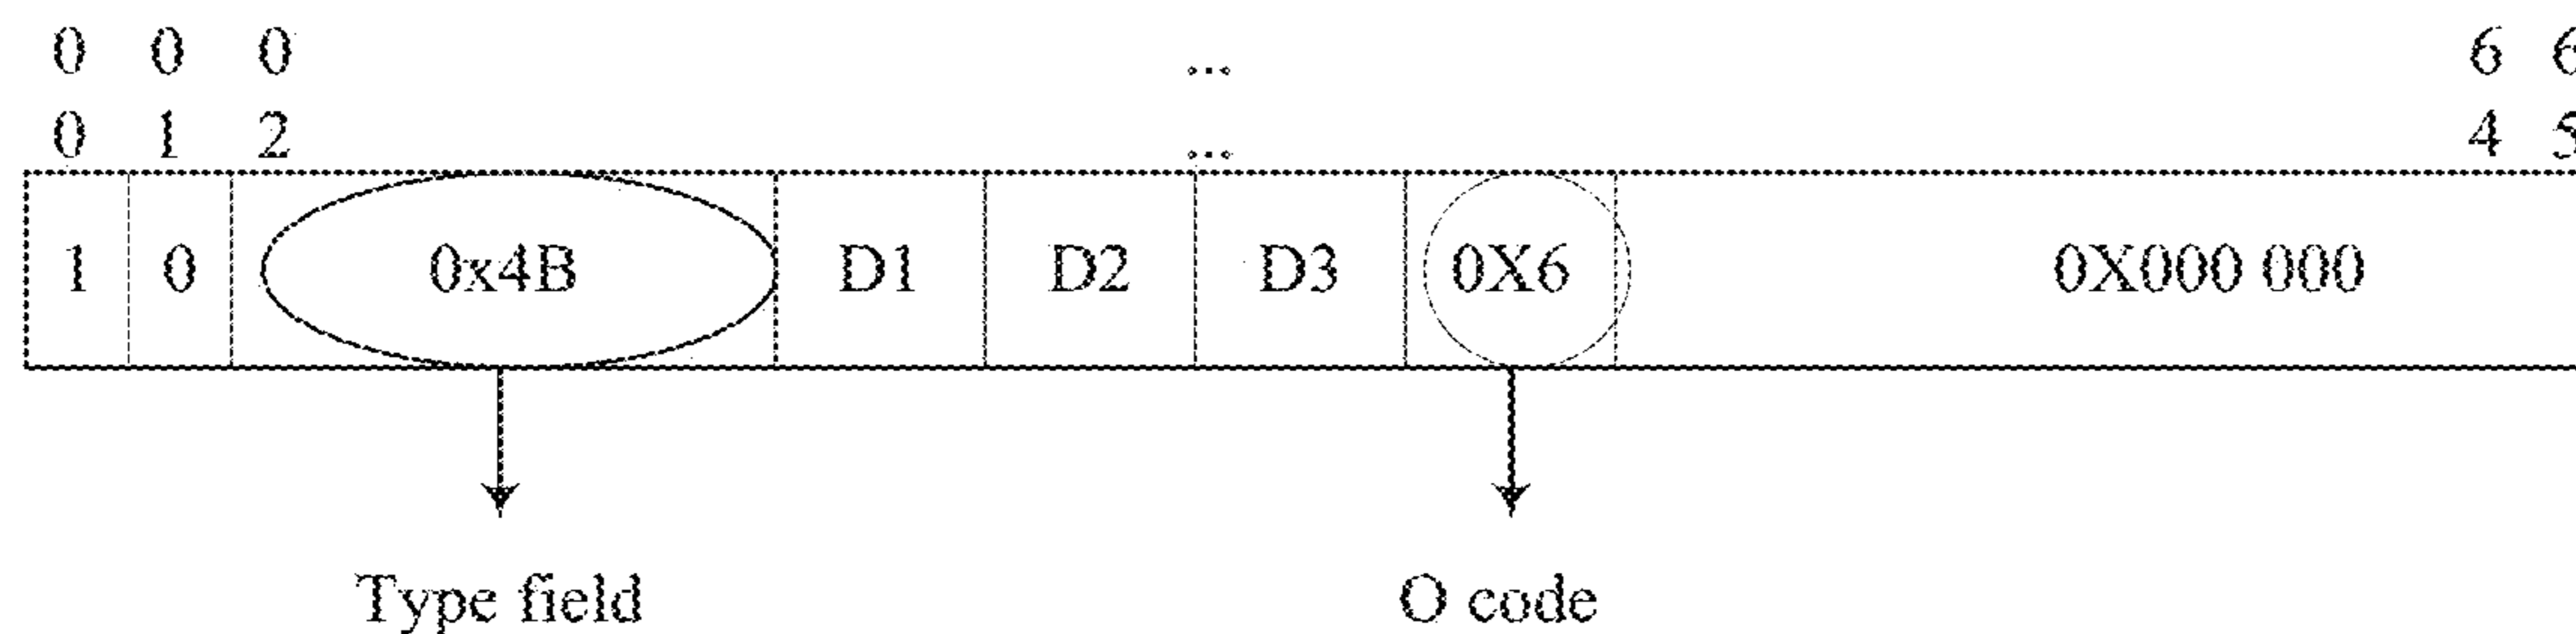 0 0 0 ... 6 6
0 1 2 ... 4 5
1 0 0x4B D1 D2 D3 0X6 0X000 000
Type field O code